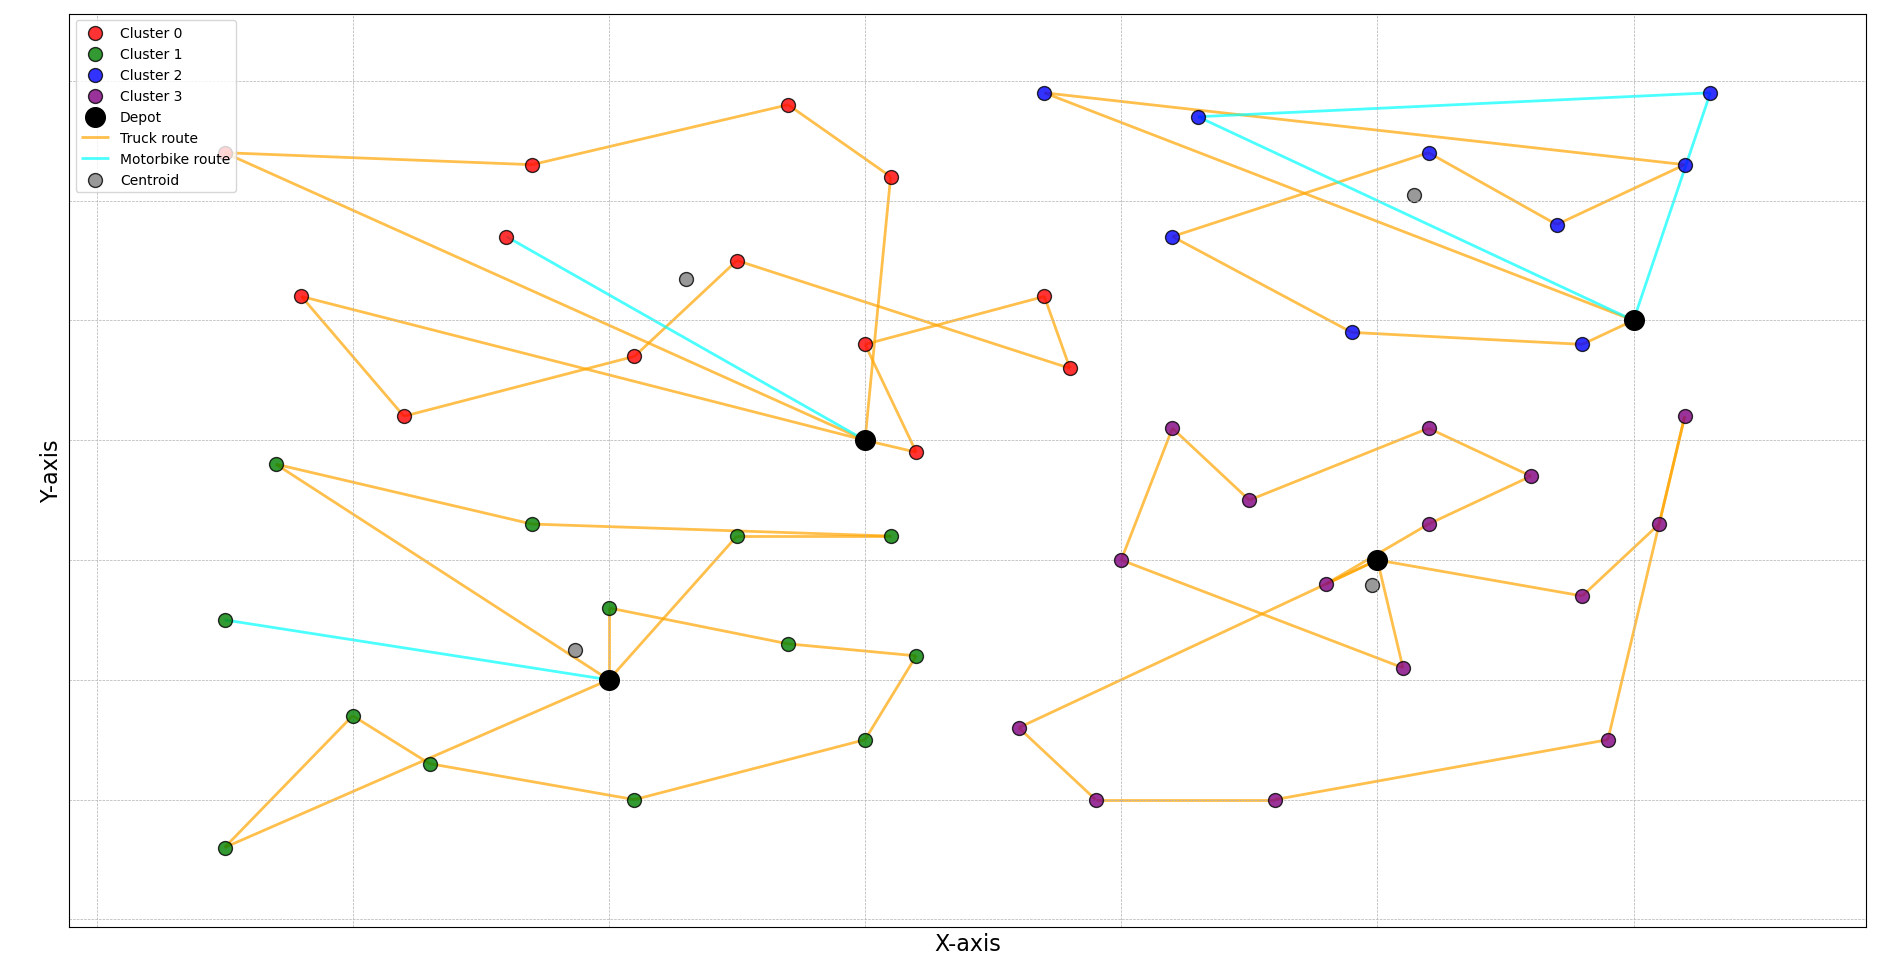 Cluster 0
Cluster 1
Cluster 2
Cluster 3
Depot
Truck route
Motorbike route
Centroid
Y-axis
X-axis